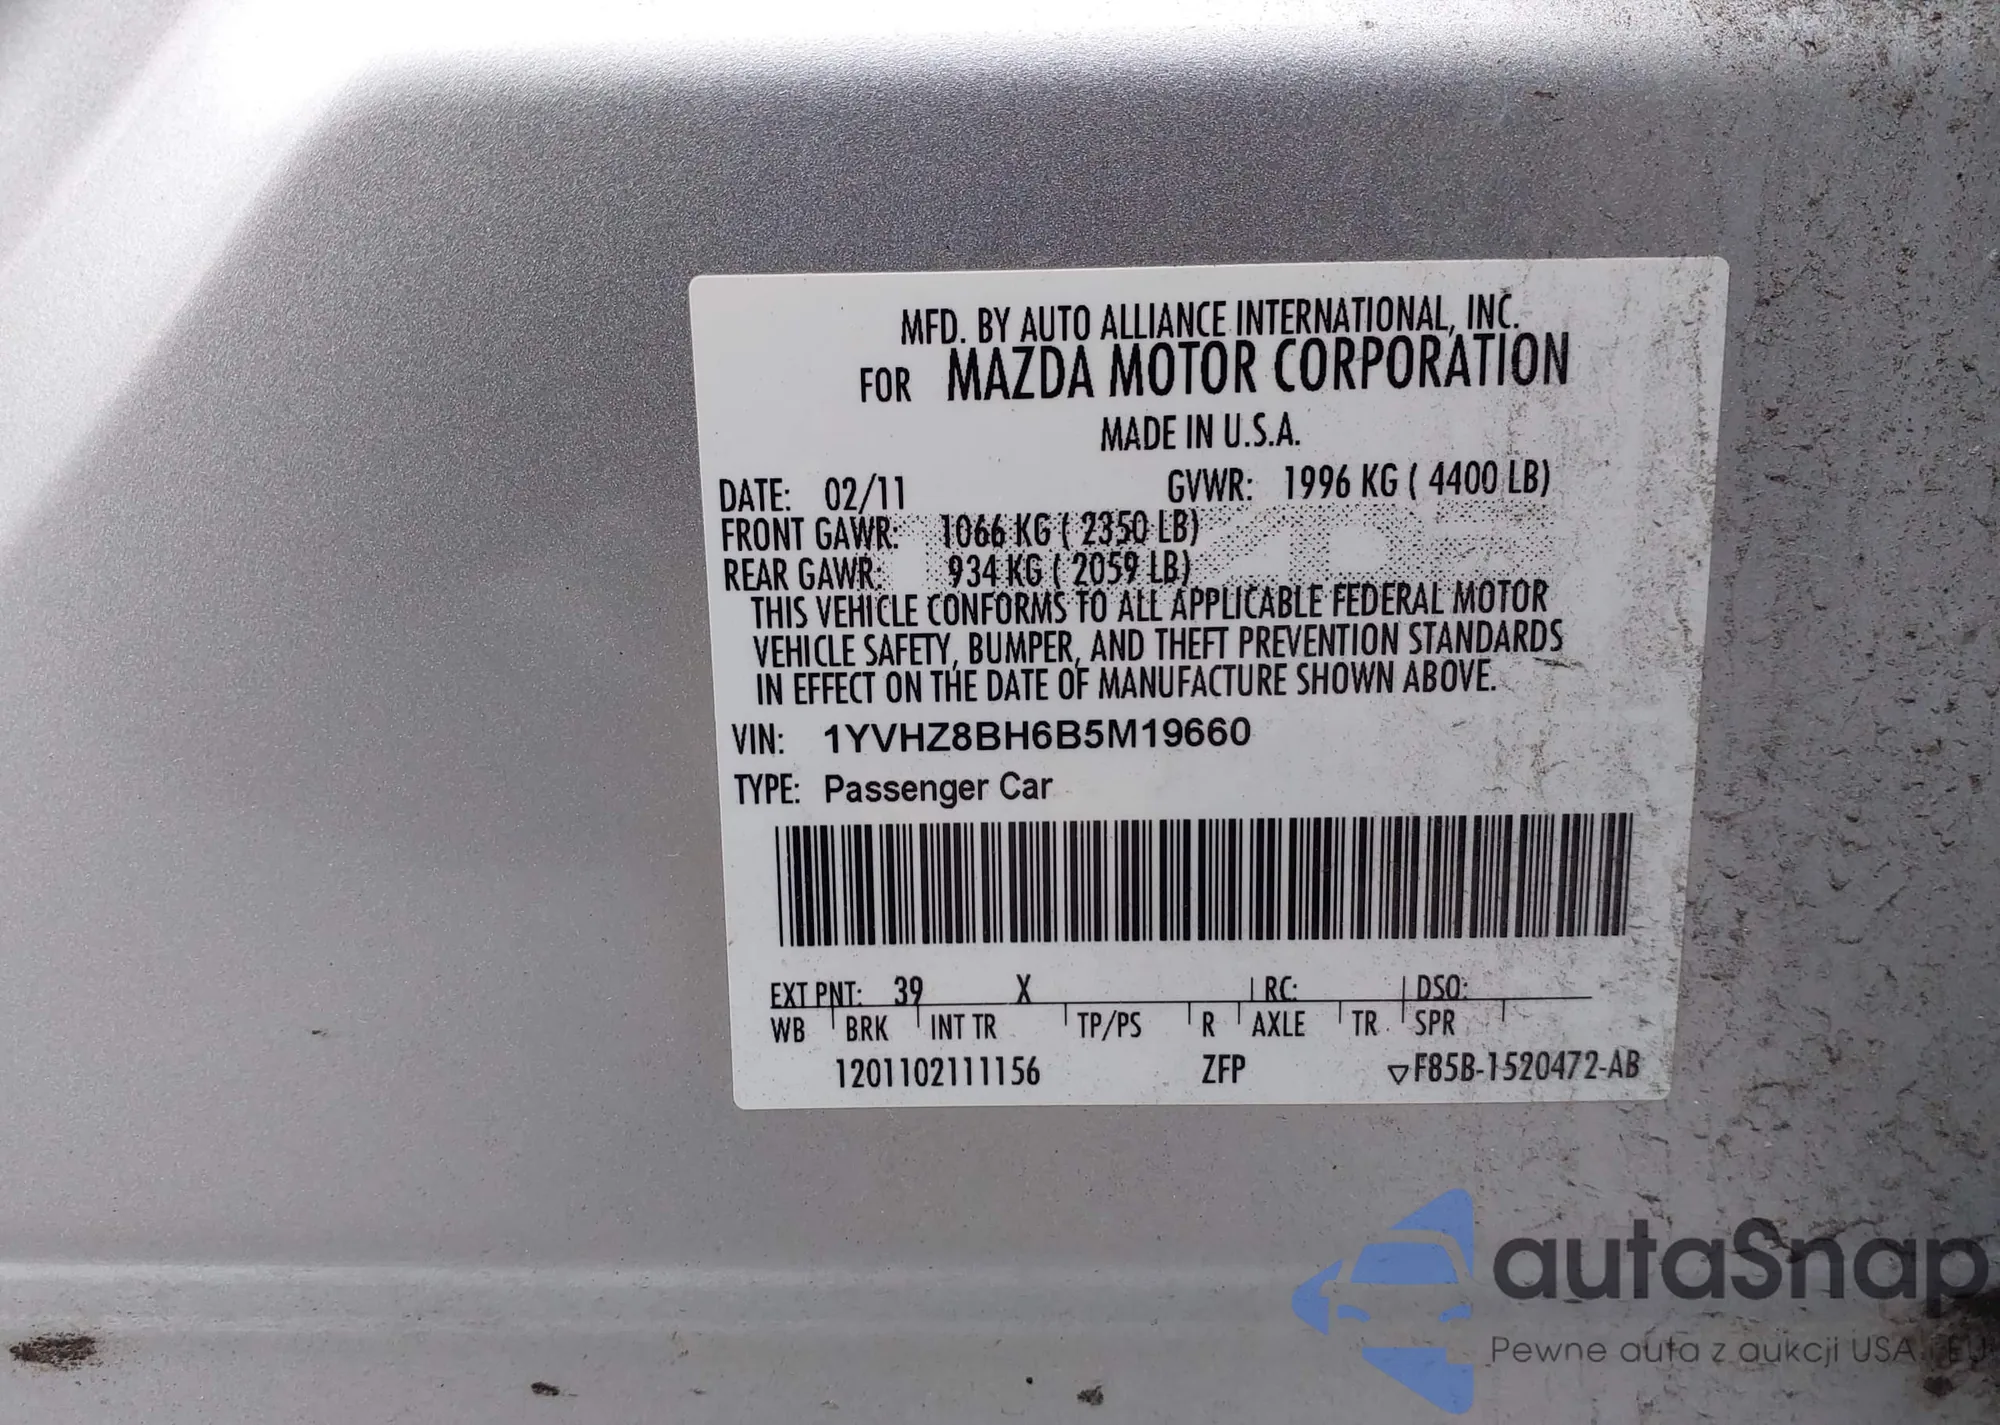 MFD. BY AUTO ALLIANCE INTERNATIONAL, INC.
FOR MAZDA MOTOR CORPORATION
MADE IN U.S.A.
DATE: 02/11 GVWR: 1996 KG ( 4400 LB)
FRONT GAWR: 1066 KG ( 2350 LB)
REAR GAWR: 934 KG ( 2059 LB)
THIS VEHICLE CONFORMS TO ALL APPLICABLE FEDERAL MOTOR
VEHICLE SAFETY, BUMPER, AND THEFT PREVENTION STANDARDS
IN EFFECT ON THE DATE OF MANUFACTURE SHOWN ABOVE.
VIN: 1YVHZ8BH6B5M19660
TYPE: Passenger Car
EXT PNT: 39 X RC: DSO:
WB BRK INT TR TP/PS R AXLE TR SPR
1201102111156 ZFP ▽F85B-1520472-AB
autaSnap
Pewne auta z aukcji USA i EU